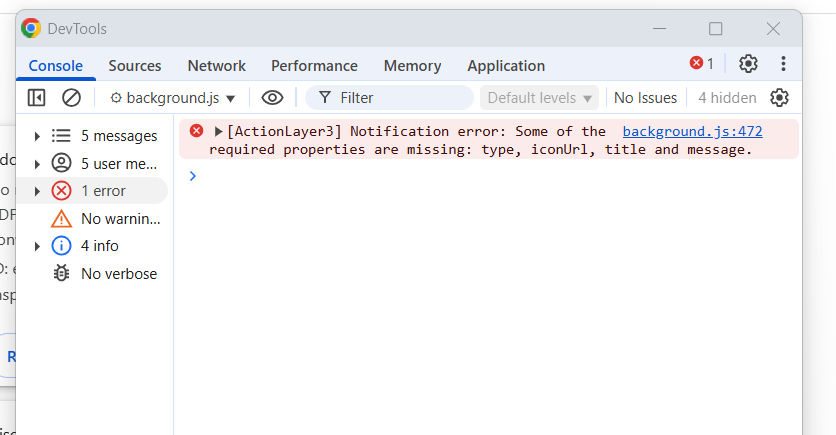 DevTools
Console Sources Network Performance Memory Application 1
background.js Filter Default levels No Issues 4 hidden
5 messages
5 user me...
1 error
No warnin...
4 info
No verbose
[ActionLayer3] Notification error: Some of the background.js:472
required properties are missing: type, iconUrl, title and message.